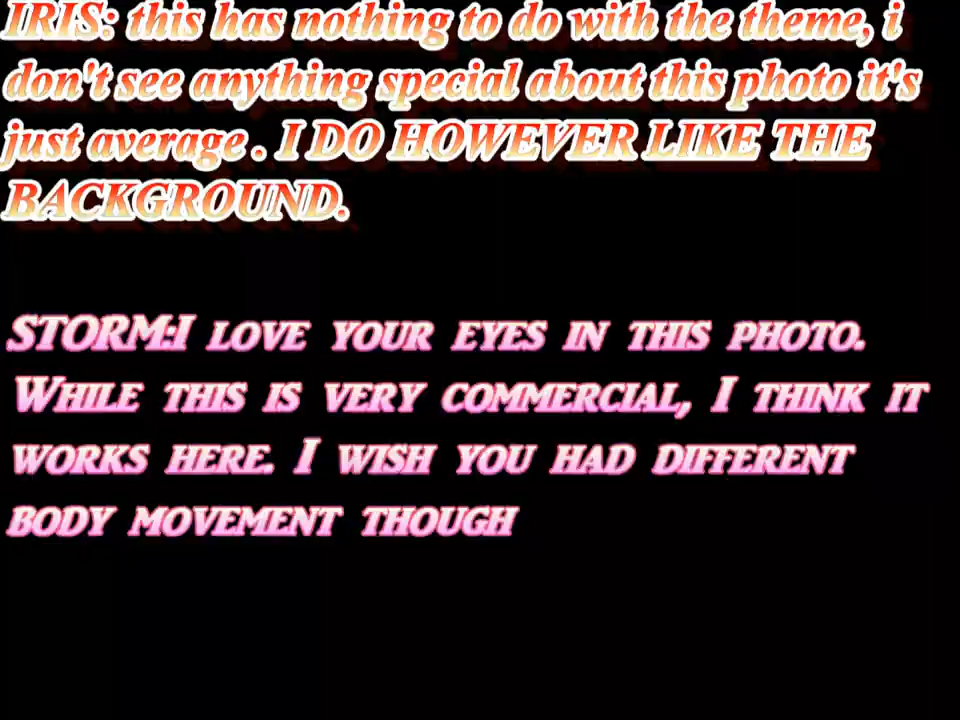 IRIS: this has nothing to do with the theme, i
don't see anything special about this photo it's
just average . I DO HOWEVER LIKE THE
BACKGROUND.
STORM:I LOVE YOUR EYES IN THIS PHOTO.
WHILE THIS IS VERY COMMERCIAL, I THINK IT
WORKS HERE. I WISH YOU HAD DIFFERENT
BODY MOVEMENT THOUGH